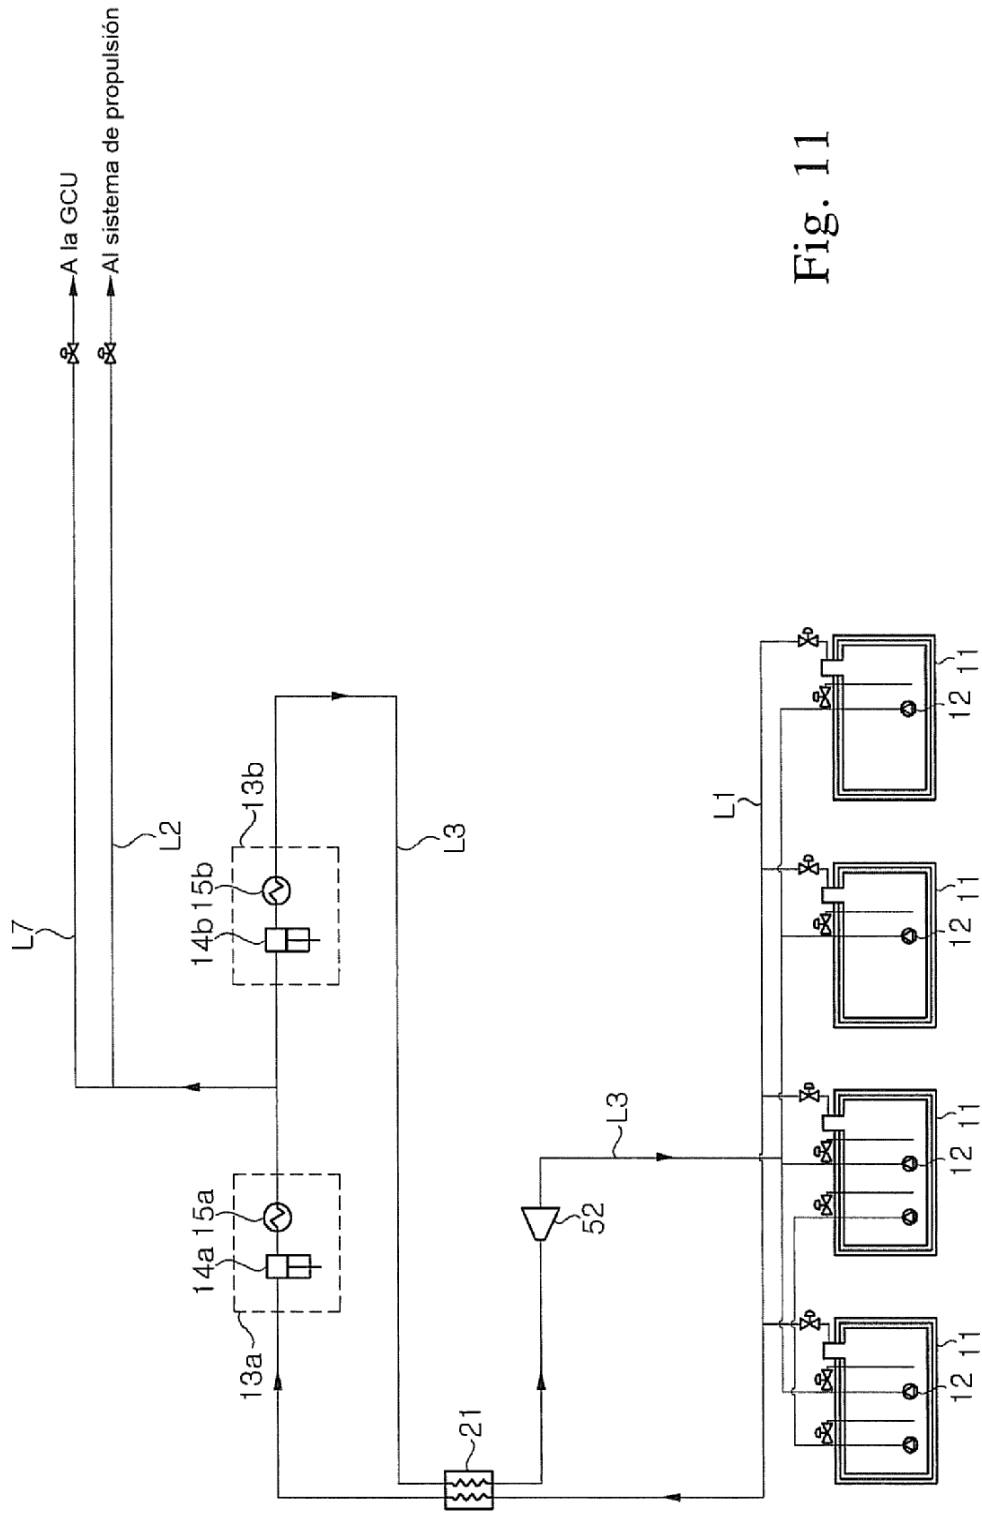 A la GCU
Al sistema de propulsión
L7
L2
13b
14b
15b
L3
13a
14a
15a
21
52
L3
L1
11
12
11
12
11
12
11
12
Fig. 11